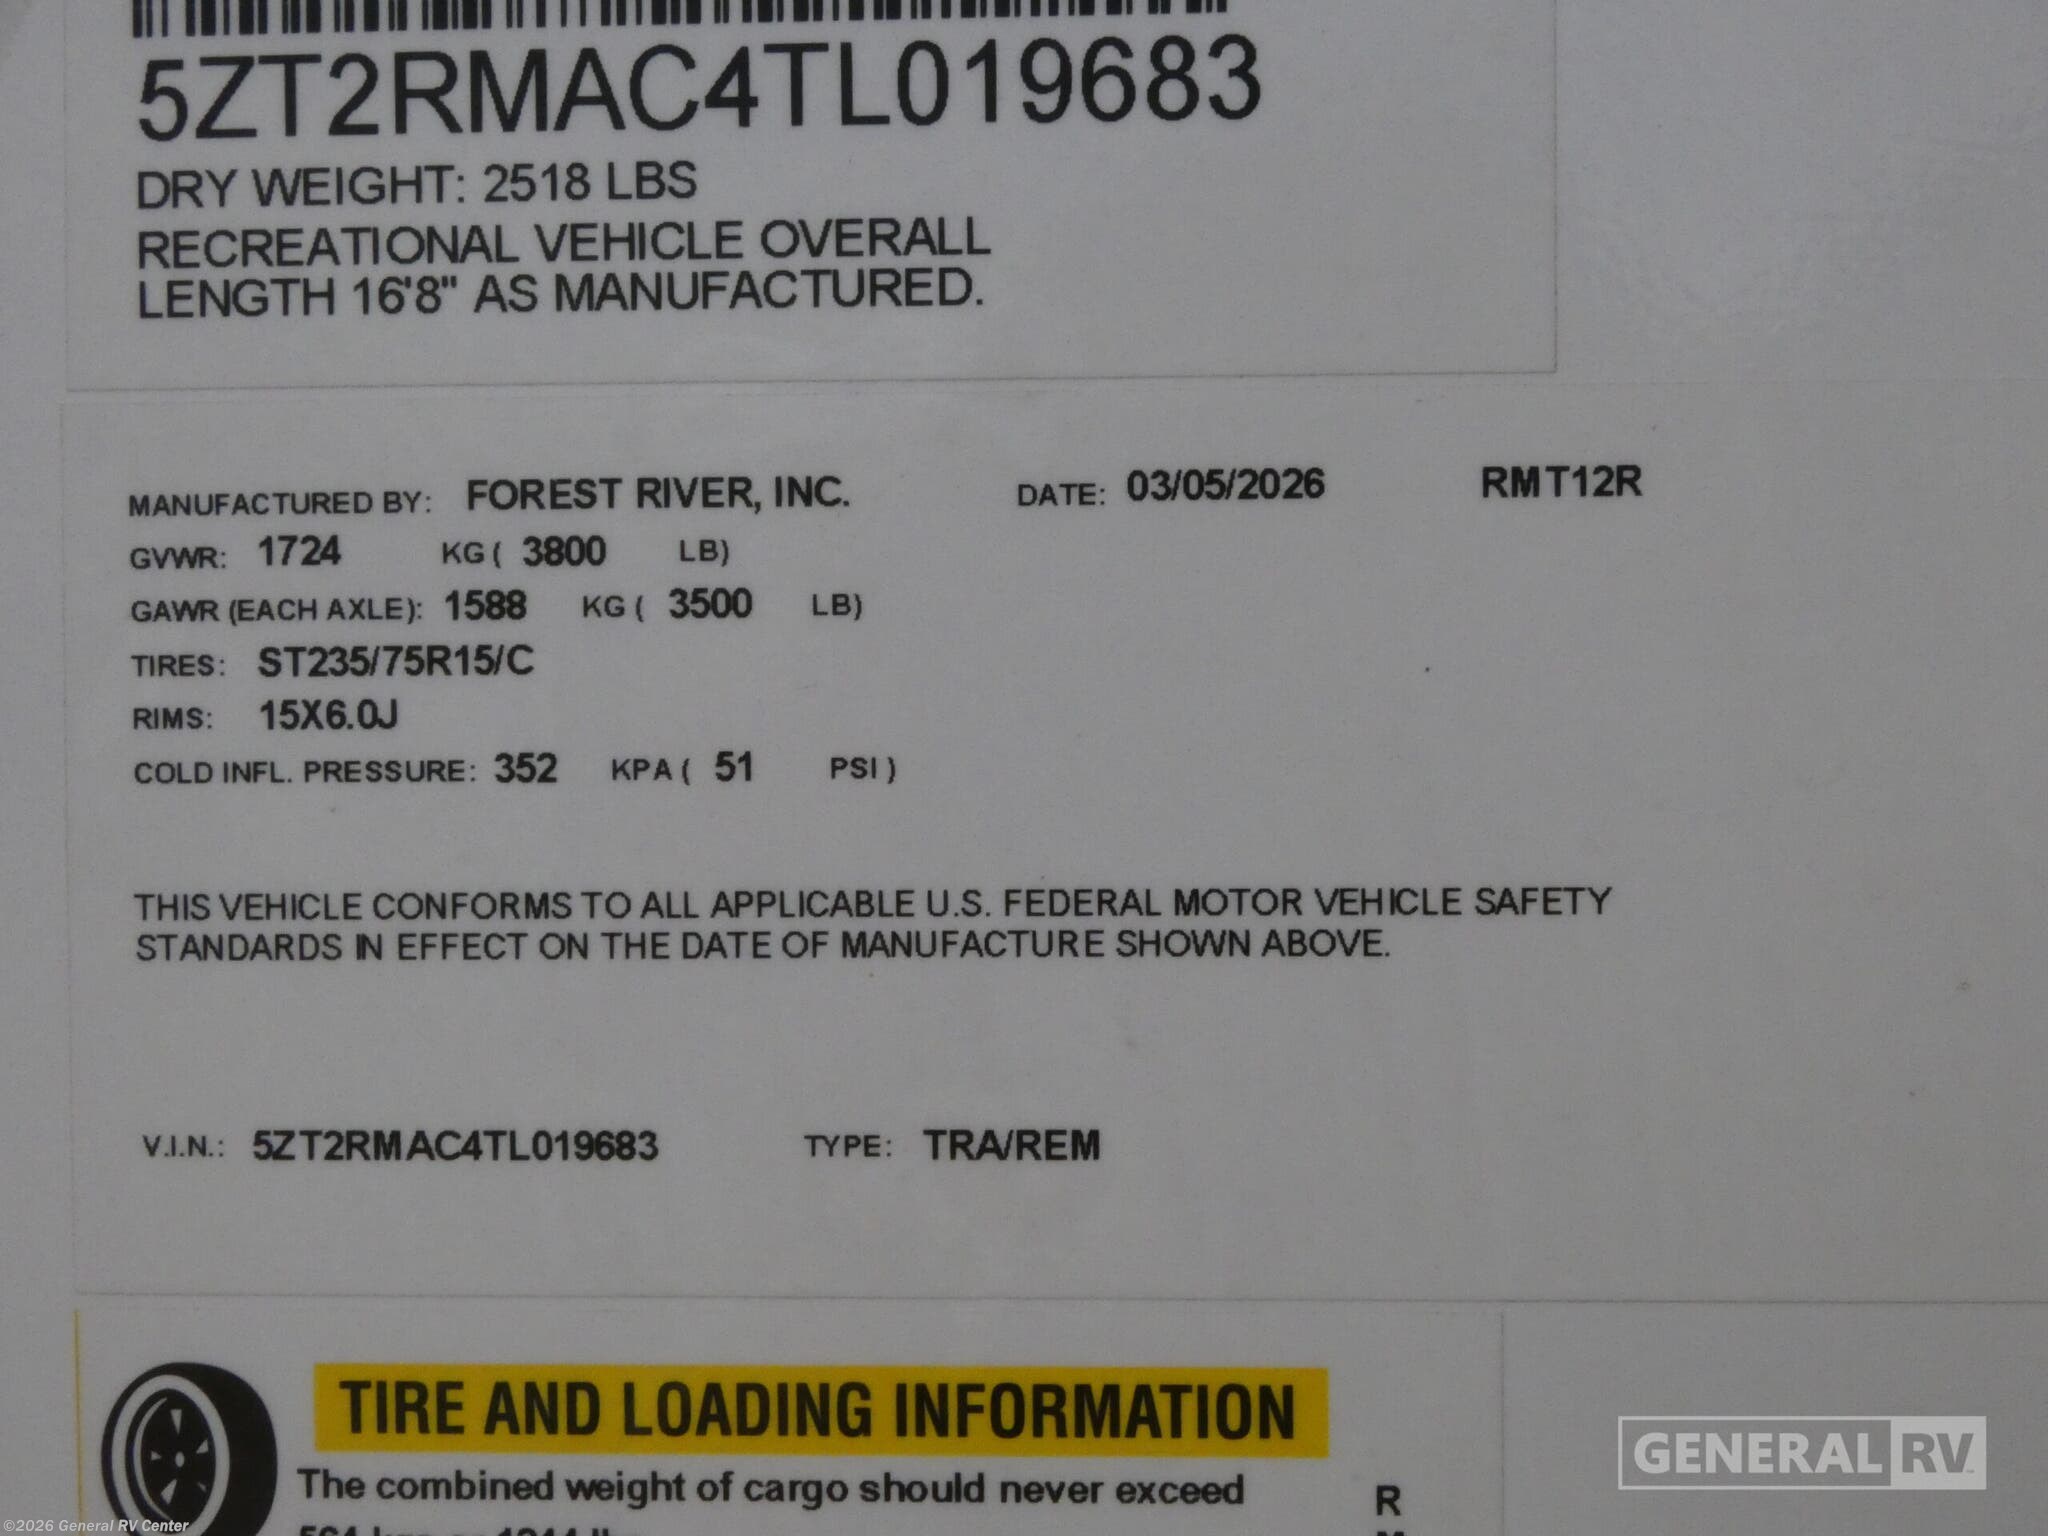 5ZT2RMAC4TL019683
DRY WEIGHT: 2518 LBS
RECREATIONAL VEHICLE OVERALL
LENGTH 16'8" AS MANUFACTURED.
MANUFACTURED BY: FOREST RIVER, INC. DATE: 03/05/2026 RMT12R
GVWR: 1724 KG ( 3800 LB)
GAWR (EACH AXLE): 1588 KG ( 3500 LB)
TIRES: ST235/75R15/C
RIMS: 15X6.0J
COLD INFL. PRESSURE: 352 KPA ( 51 PSI )
THIS VEHICLE CONFORMS TO ALL APPLICABLE U.S. FEDERAL MOTOR VEHICLE SAFETY
STANDARDS IN EFFECT ON THE DATE OF MANUFACTURE SHOWN ABOVE.
V.I.N.: 5ZT2RMAC4TL019683 TYPE: TRA/REM
TIRE AND LOADING INFORMATION
The combined weight of cargo should never exceed
R
GENERAL RV
©2026 General RV Center